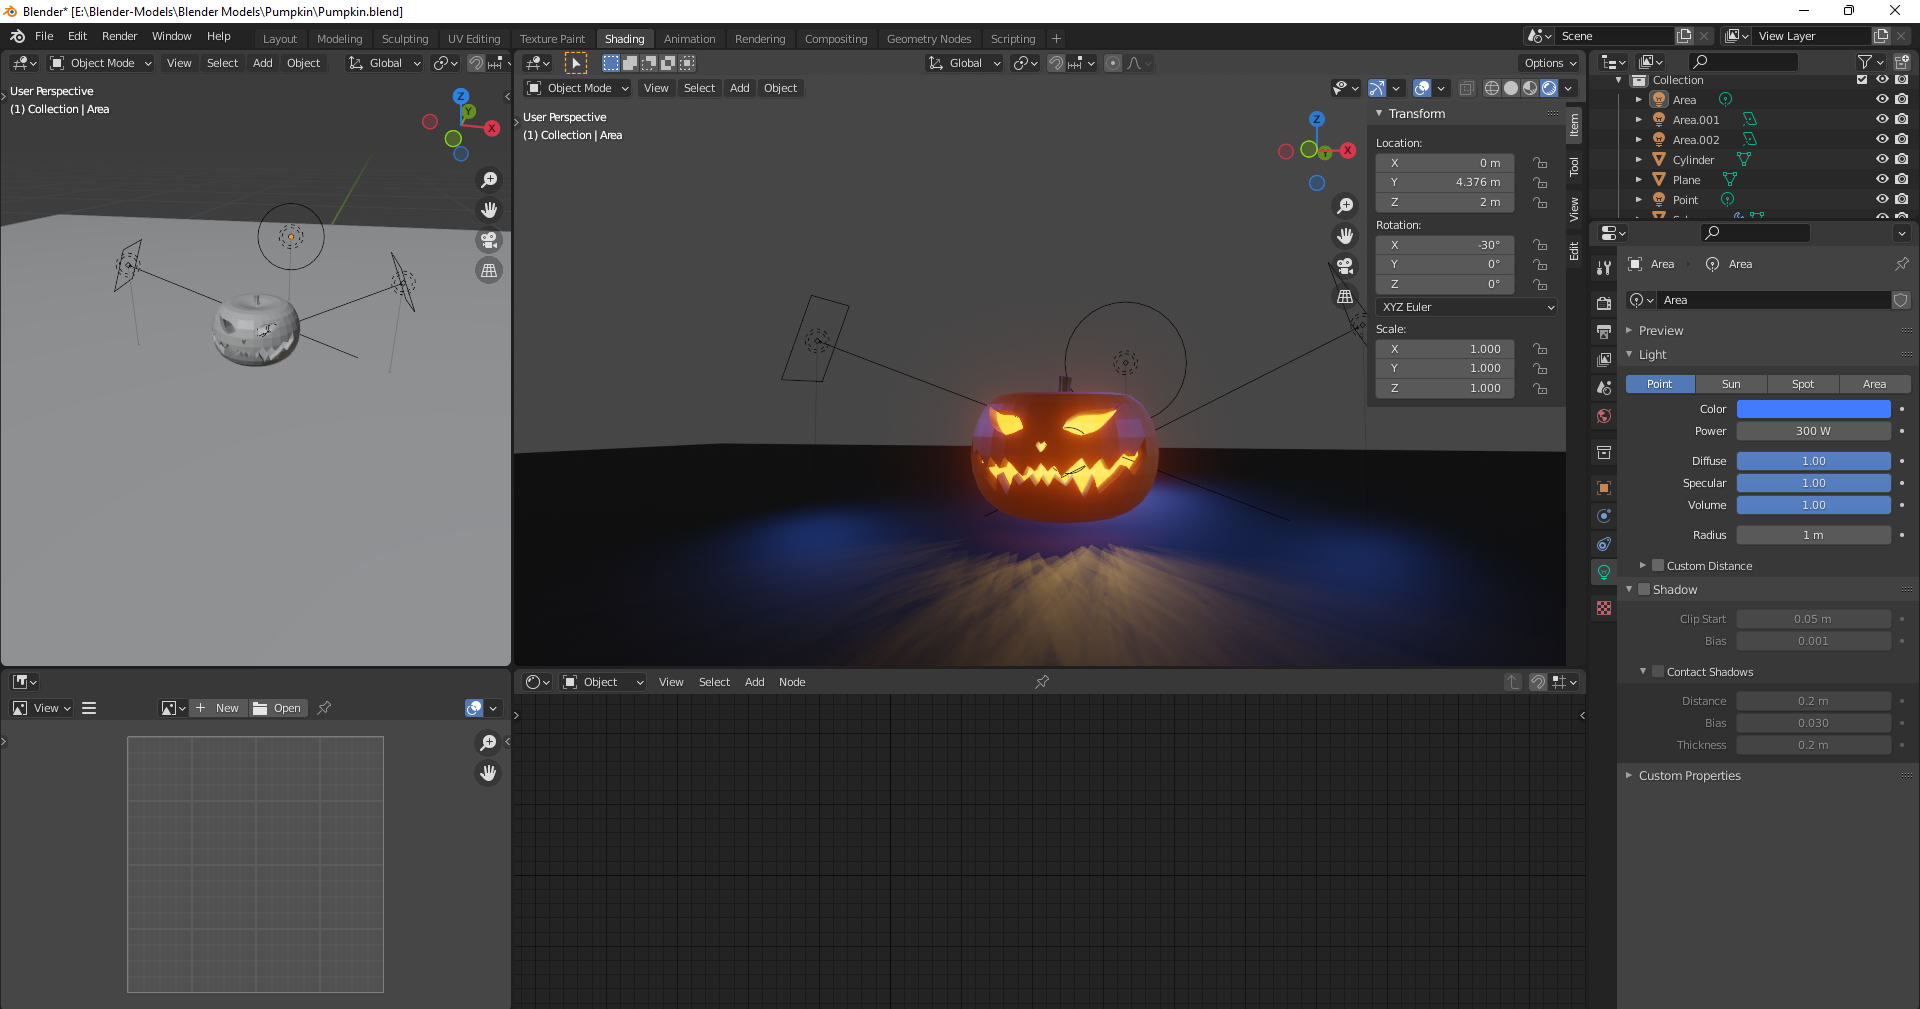 Blender* [E:\Blender-Models\Blender Models\Pumpkin\Pumpkin.blend]
File Edit Render Window Help Layout Modeling Sculpting UV Editing Texture Paint Shading Animation Rendering Compositing Geometry Nodes Scripting + Scene View Layer
Object Mode View Select Add Object Global
Global Options
User Perspective
(1) Collection | Area
Z
Y
X
Object Mode View Select Add Object
User Perspective
(1) Collection | Area
Z
Y
X
Transform
Location:
X 0 m
Y 4.376 m
Z 2 m
Rotation:
X -30°
Y 0°
Z 0°
XYZ Euler
Scale:
X 1.000
Y 1.000
Z 1.000
Item
Tool
View
Edit
Collection
Area
Area.001
Area.002
Cylinder
Plane
Point
Area Area
Area
Preview
Light
Point Sun Spot Area
Color
Power 300 W
Diffuse 1.00
Specular 1.00
Volume 1.00
Radius 1 m
Custom Distance
Shadow
Clip Start 0.05 m
Bias 0.001
Contact Shadows
Distance 0.2 m
Bias 0.030
Thickness 0.2 m
Custom Properties
View New Open
Object View Select Add Node